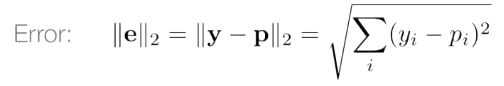 Error: ‖e‖₂ = ‖y − p‖₂ = √∑ᵢ(yᵢ − pᵢ)²